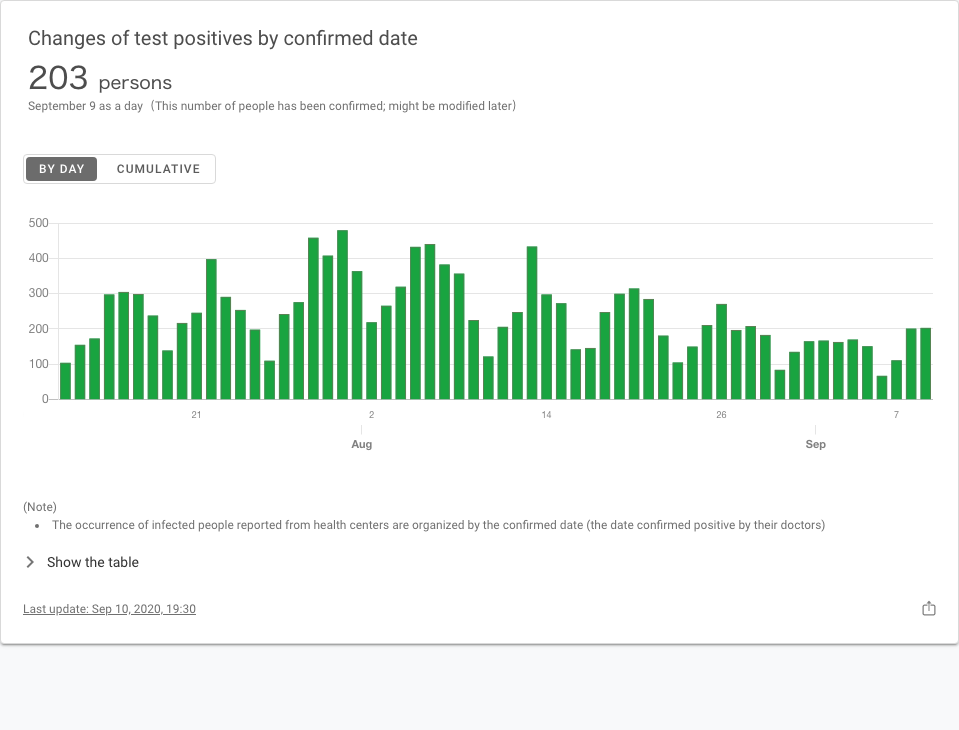 Changes of test positives by confirmed date
203 persons
September 9 as a day（This number of people has been confirmed; might be modified later）
BY DAY CUMULATIVE
500
400
300
200
100
0
21 2 14 26 7
Aug Sep
(Note)
• The occurrence of infected people reported from health centers are organized by the confirmed date (the date confirmed positive by their doctors)
Show the table
Last update: Sep 10, 2020, 19:30